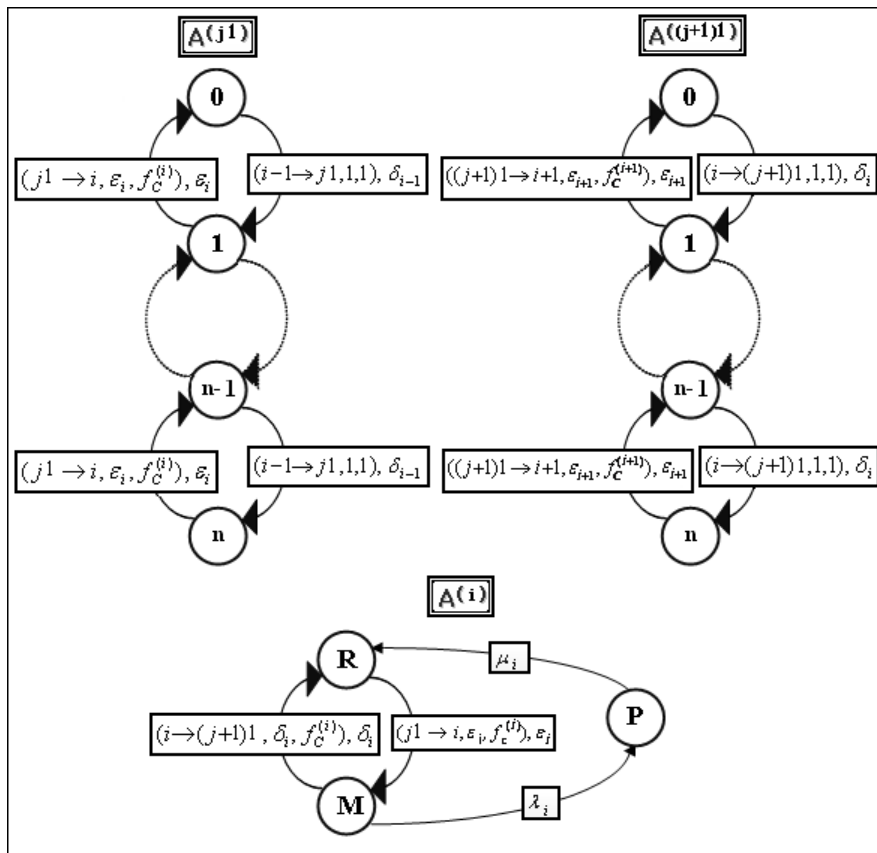 A^(j1)
A^((j+1)1)
0
0
(j1→i, ε_i, f_C^(i)), ε_i
(i−1→j1,1,1), δ_{i−1}
((j+1)1→i+1, ε_{i+1}, f_C^(i+1)), ε_{i+1}
(i→(j+1)1,1,1), δ_i
1
1
n-1
n-1
(j1→i, ε_i, f_C^(i)), ε_i
(i−1→j1,1,1), δ_{i−1}
((j+1)1→i+1, ε_{i+1}, f_C^(i+1)), ε_{i+1}
(i→(j+1)1,1,1), δ_i
n
n
A^(i)
R
μ_i
(i→(j+1)1, δ_i, f_C^(i)), δ_i
(j1→i, ε_i, f_c^(i)), ε_i
P
M
λ_i